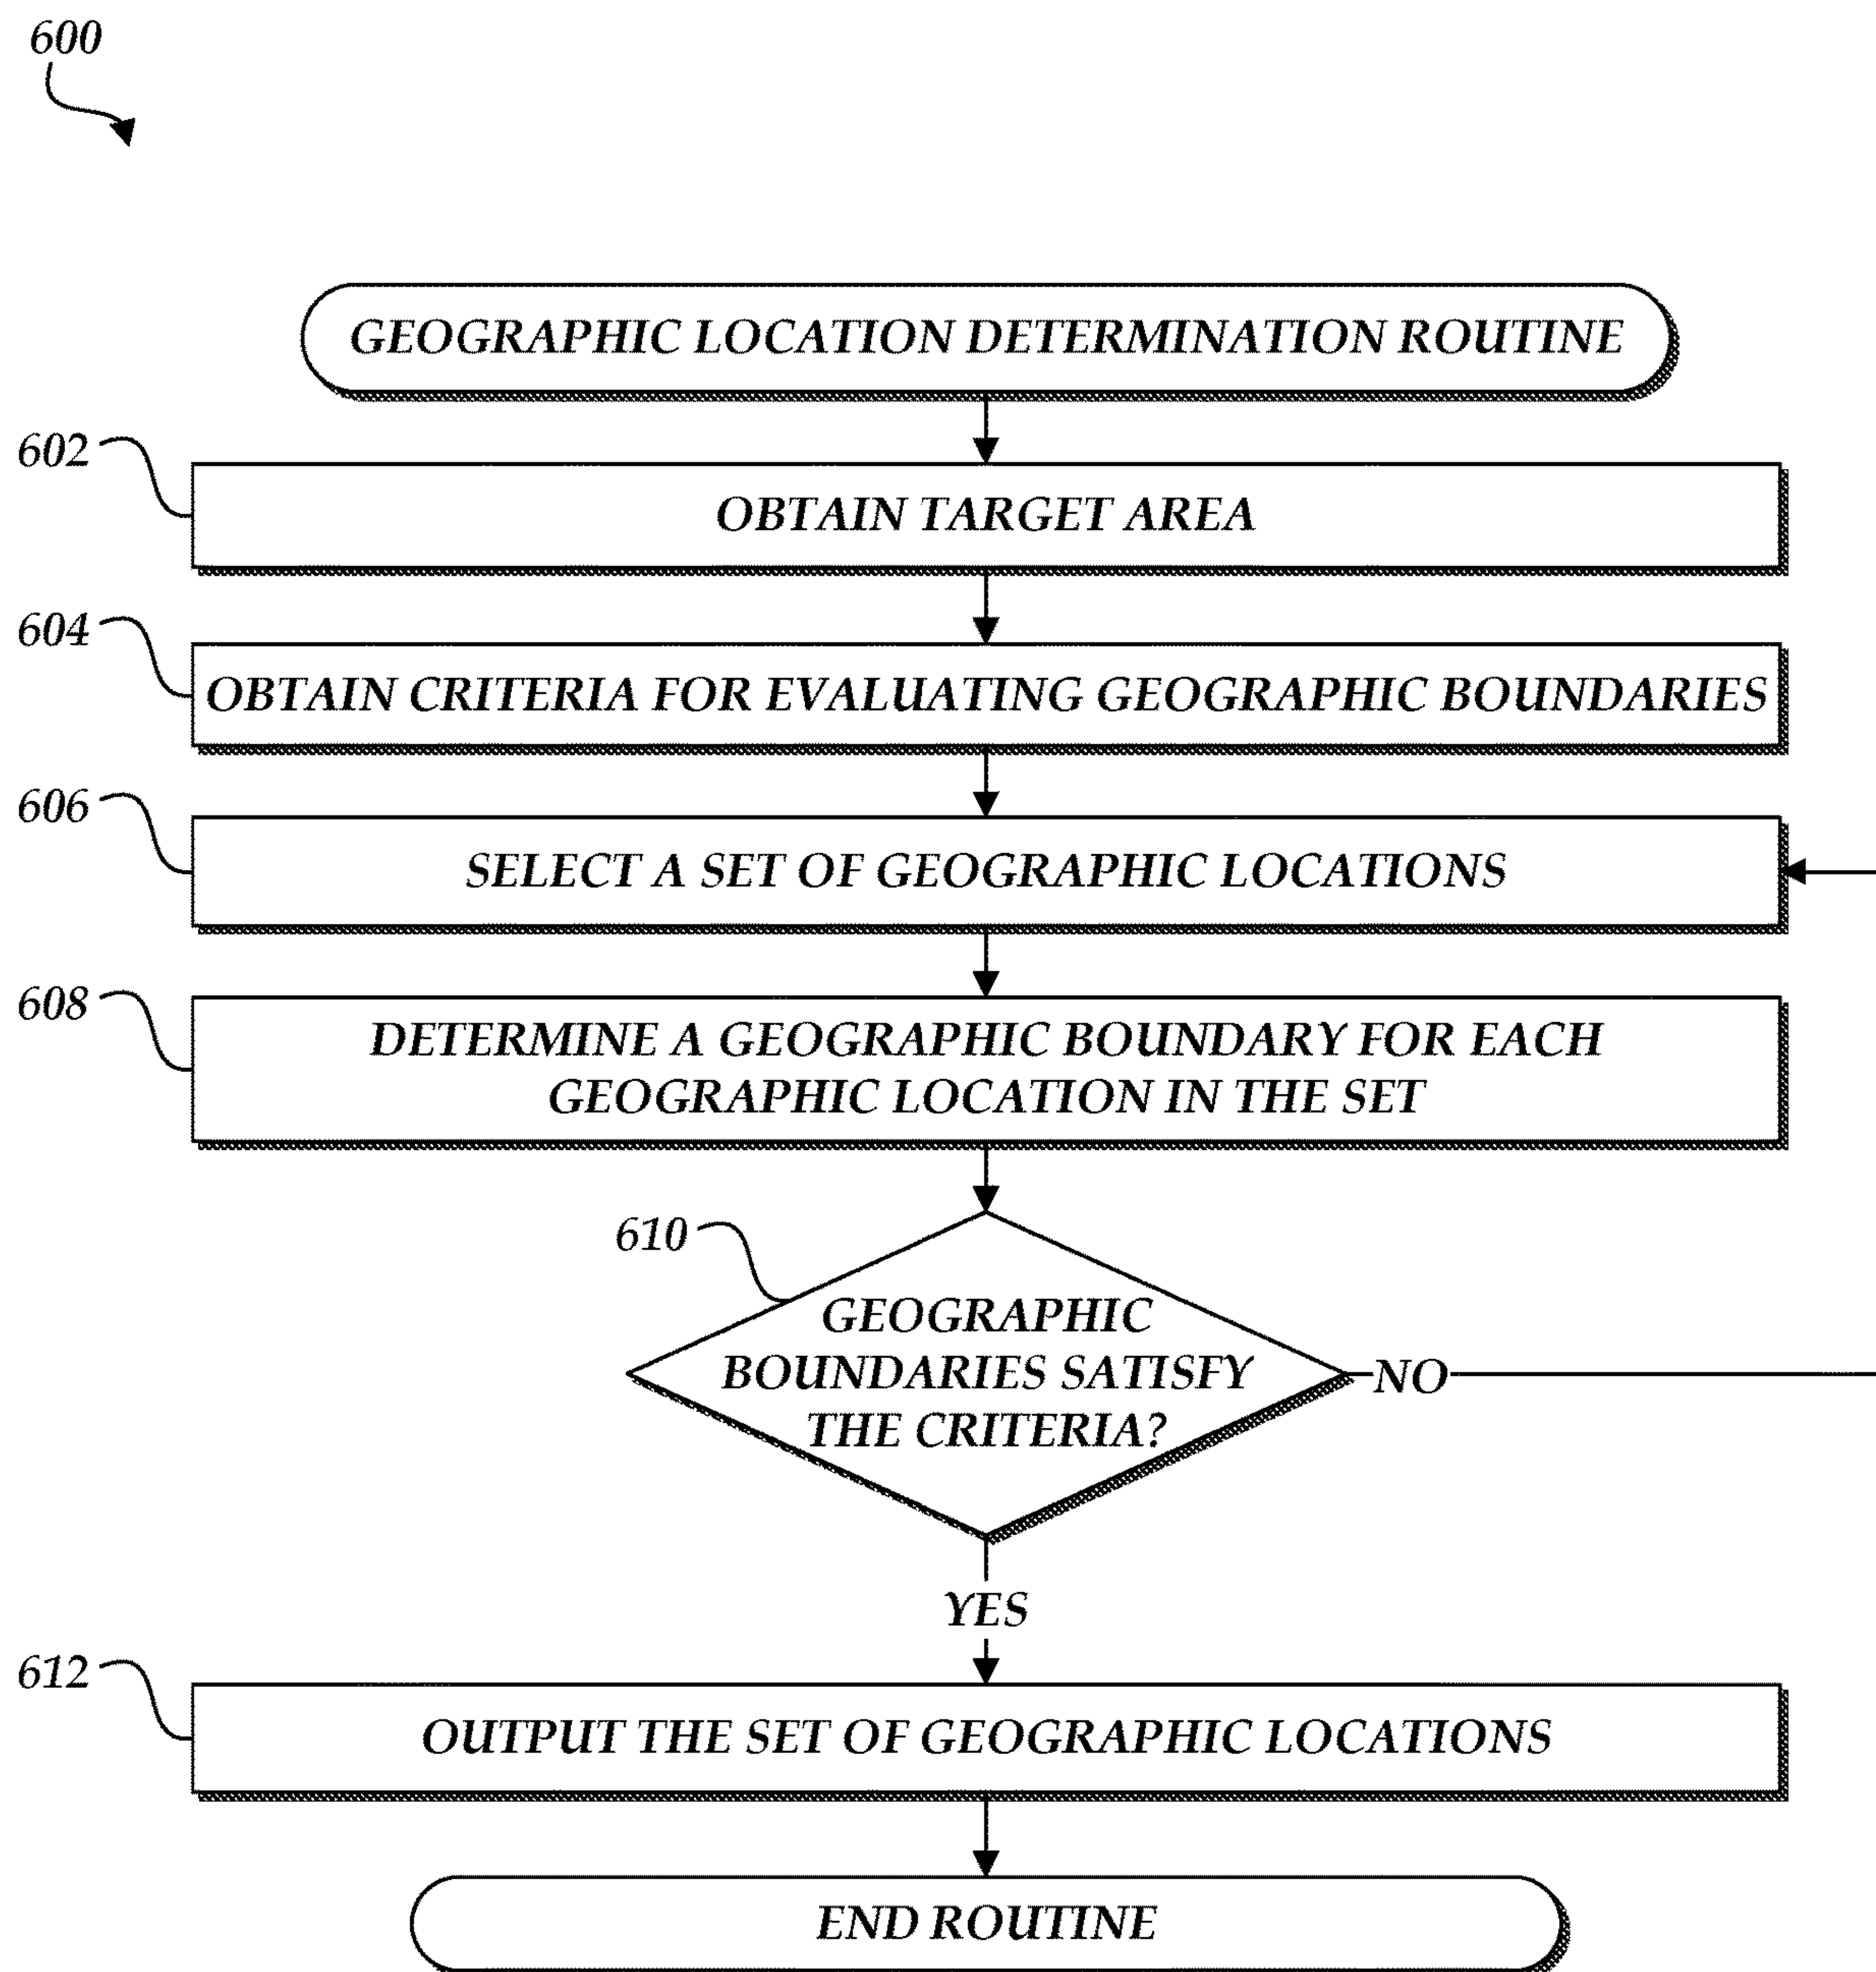 600
GEOGRAPHIC LOCATION DETERMINATION ROUTINE
602
OBTAIN TARGET AREA
604
OBTAIN CRITERIA FOR EVALUATING GEOGRAPHIC BOUNDARIES
606
SELECT A SET OF GEOGRAPHIC LOCATIONS
608
DETERMINE A GEOGRAPHIC BOUNDARY FOR EACH
GEOGRAPHIC LOCATION IN THE SET
610
GEOGRAPHIC
BOUNDARIES SATISFY
THE CRITERIA?
NO
YES
612
OUTPUT THE SET OF GEOGRAPHIC LOCATIONS
END ROUTINE